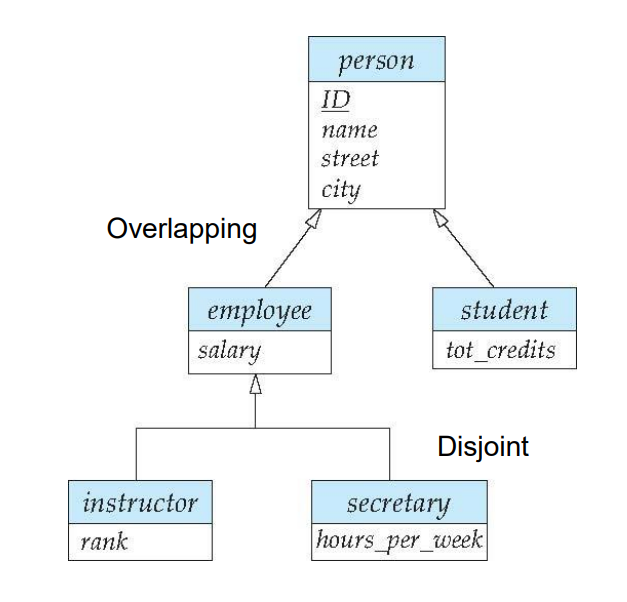 person
ID
name
street
city
Overlapping
employee
salary
student
tot_credits
Disjoint
instructor
rank
secretary
hours_per_week